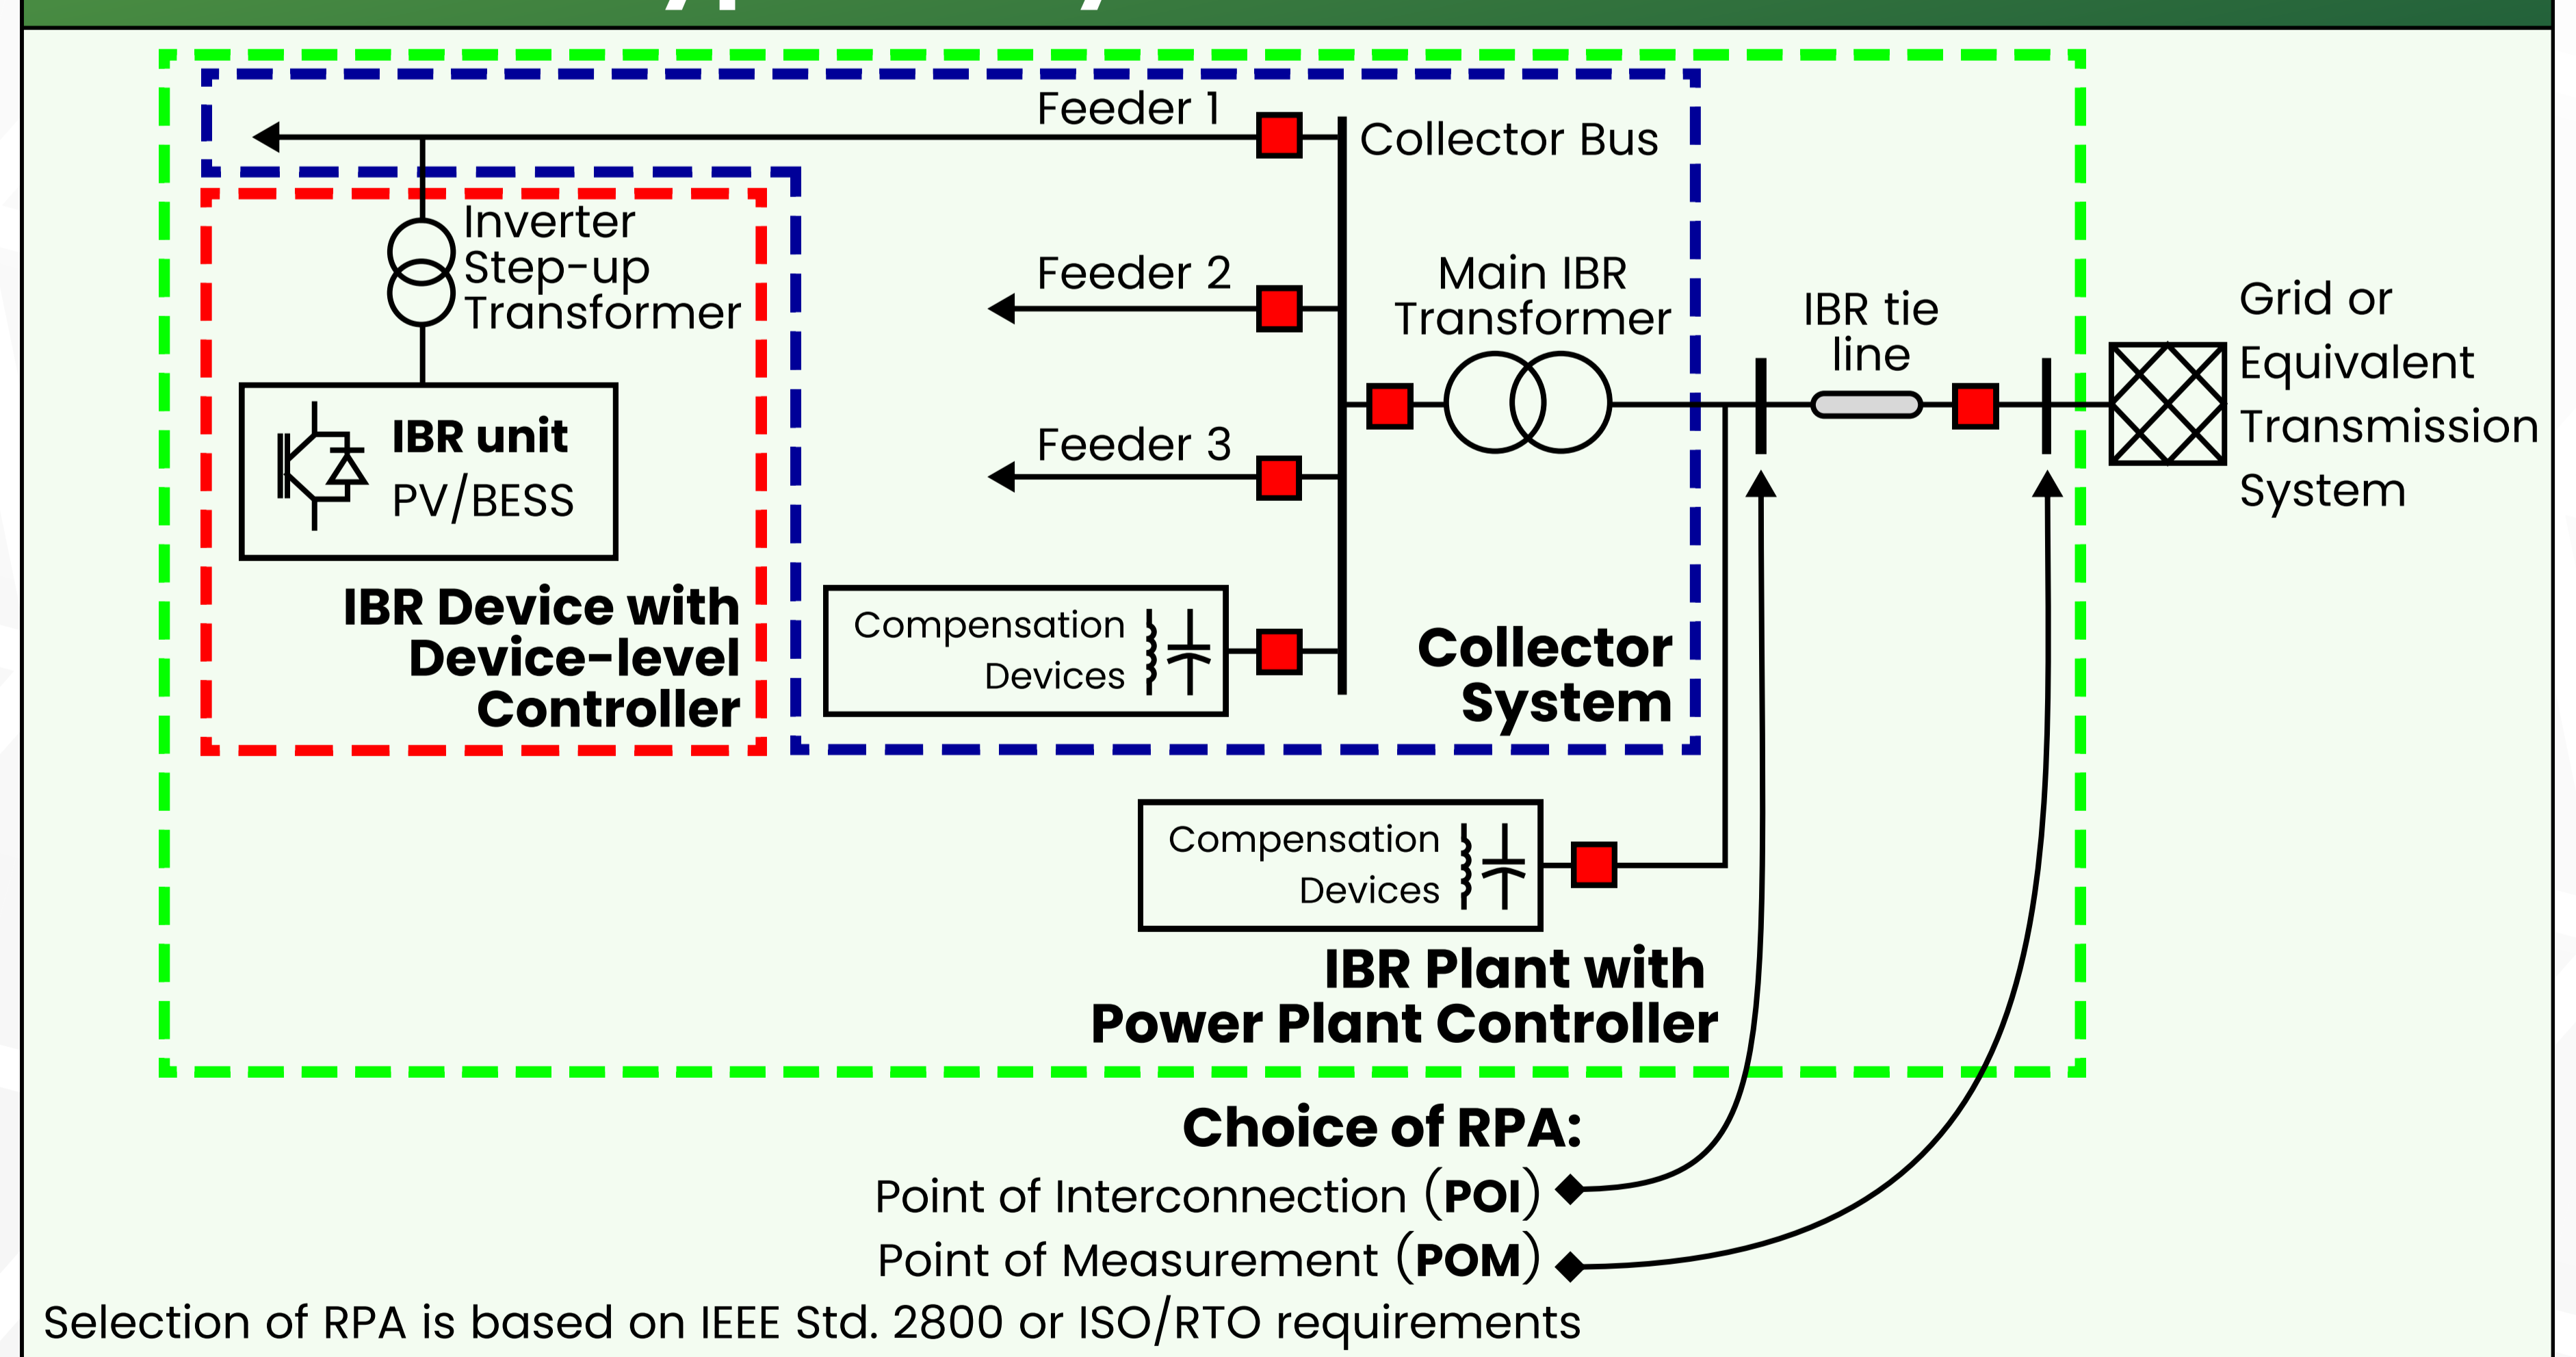 Feeder 1
Collector Bus
Inverter
Step-up
Transformer
Feeder 2
Main IBR
Transformer
IBR tie
line
Grid or
Equivalent
Transmission
System
Feeder 3
IBR unit
PV/BESS
IBR Device with
Device-level
Controller
Compensation
Devices
Collector
System
Compensation
Devices
IBR Plant with
Power Plant Controller
Choice of RPA:
Point of Interconnection (POI)
Point of Measurement (POM)
Selection of RPA is based on IEEE Std. 2800 or ISO/RTO requirements